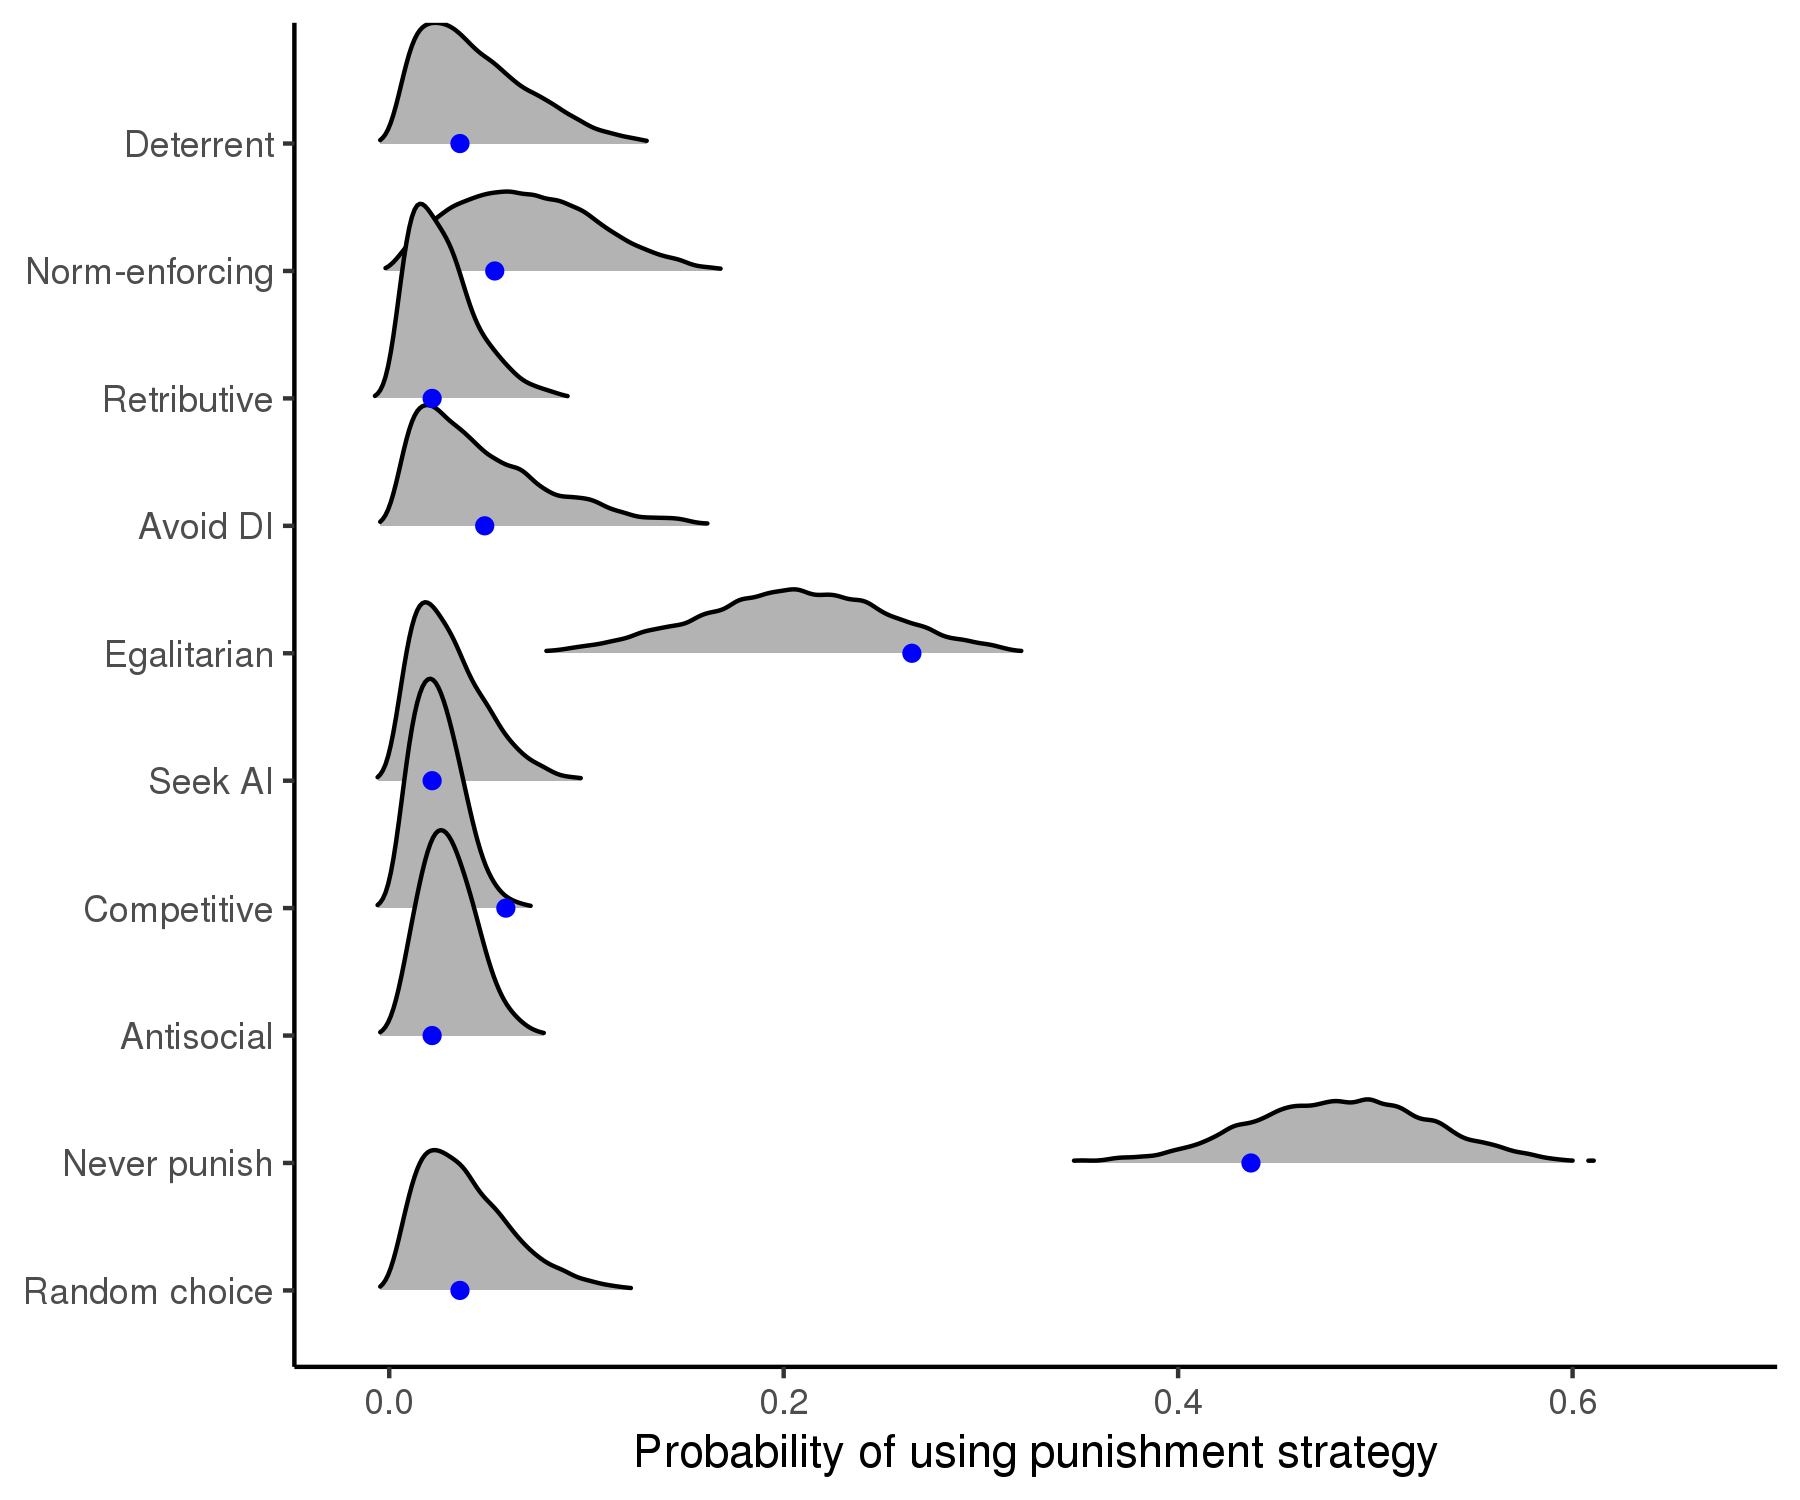 Deterrent
Norm-enforcing
Retributive
Avoid DI
Egalitarian
Seek AI
Competitive
Antisocial
Never punish
Random choice
0.0 0.2 0.4 0.6
Probability of using punishment strategy